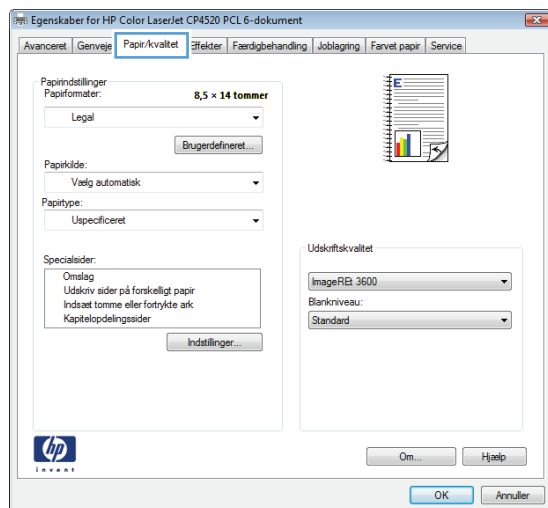 Egenskaber for HP Color LaserJet CP4520 PCL 6-dokument
Avanceret Genveje Papir/kvalitet Effekter Færdigbehandling Joblagring Farvet papir Service
Papirindstillinger
Papirformater: 8,5 × 14 tommer
Legal
Brugerdefineret...
Papirkilde:
Vælg automatisk
Papirtype:
Uspecificeret
Specialsider:
Omslag
Udskriv sider på forskelligt papir
Indsæt tomme eller fortrykte ark
Kapitelopdelingssider
Indstillinger...
E
Udskriftskvalitet
ImageREt 3600
Blankniveau:
Standard
hp
invent
Om... Hjælp
OK Annuller